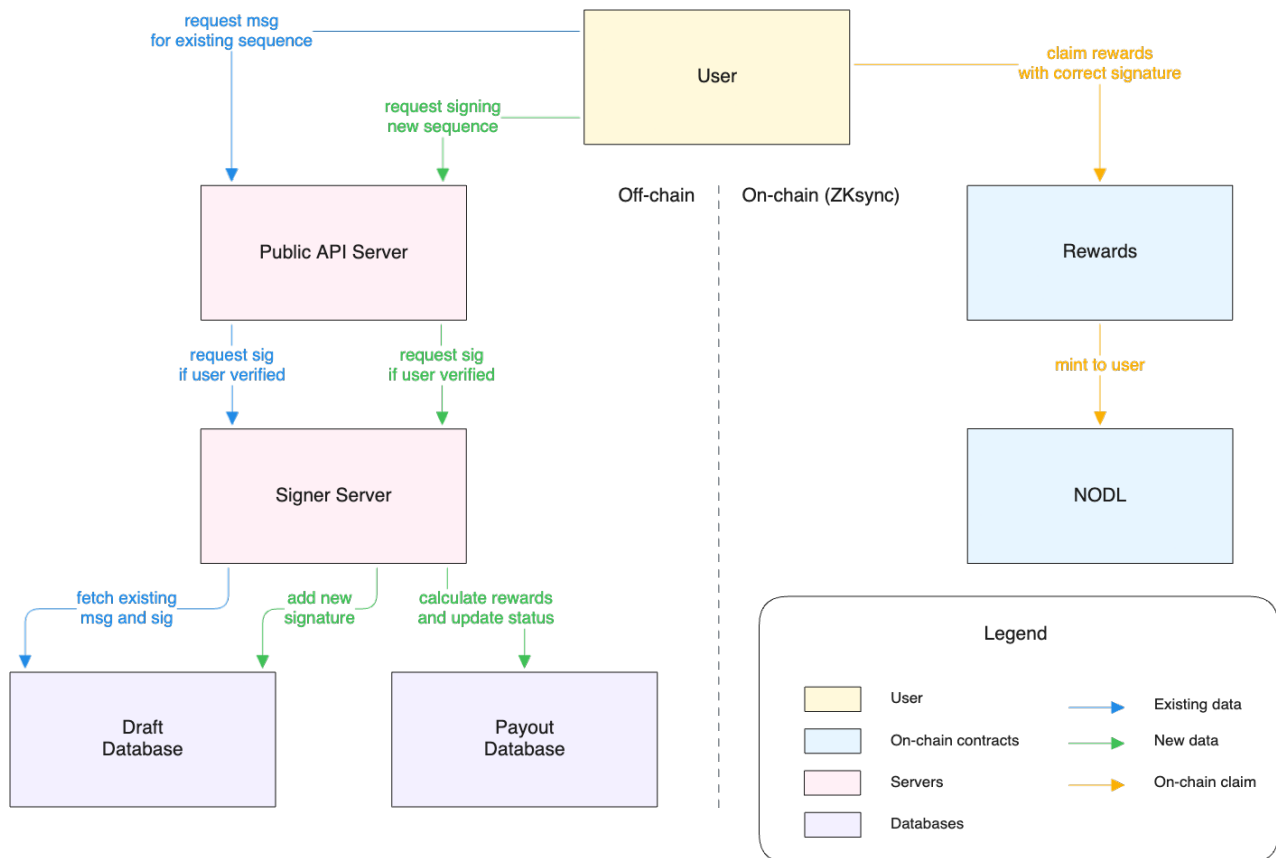 request msg
for existing sequence
User
claim rewards
with correct signature
request signing
new sequence
Off-chain
On-chain (ZKsync)
Public API Server
Rewards
request sig
if user verified
request sig
if user verified
mint to user
Signer Server
NODL
fetch existing
msg and sig
add new
signature
calculate rewards
and update status
Draft
Database
Payout
Database
Legend
User
Existing data
On-chain contracts
New data
Servers
On-chain claim
Databases